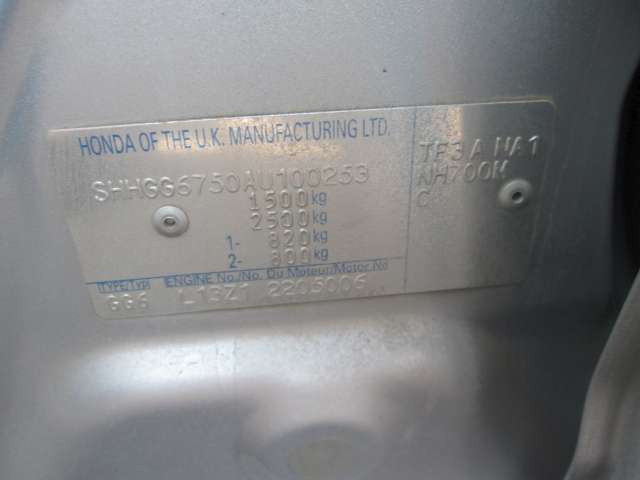 HONDA OF THE U.K. MANUFACTURING LTD.
SHHGG6750AU100253
1500kg
2500kg
1- 820kg
2- 800kg
(TYPE/TYP) ENGINE No./No. Du Moteur/Motor No
GG6 L13Z1 2205006
TF3 A NA1
NH700M
C